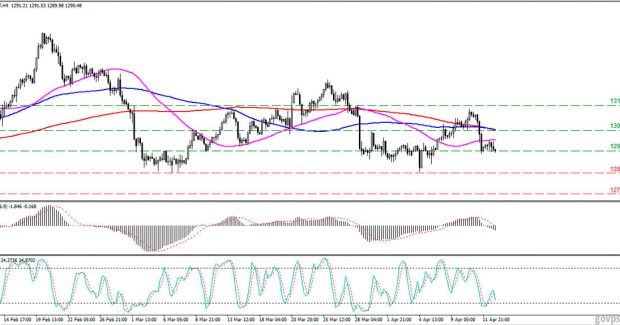 ,H4 1291.21 1291.53 1289.98 1290.48
131
130
129
128
127
,9) -1.846 -0.168
24.2736 34.9702
14 Feb 17:00
19 Feb 13:00
22 Feb 05:00
26 Feb 21:00
1 Mar 13:00
6 Mar 05:00
8 Mar 21:00
13 Mar 13:00
18 Mar 04:00
20 Mar 20:00
25 Mar 12:00
28 Mar 04:00
1 Apr 21:00
4 Apr 13:00
9 Apr 05:00
11 Apr 21:00
govps